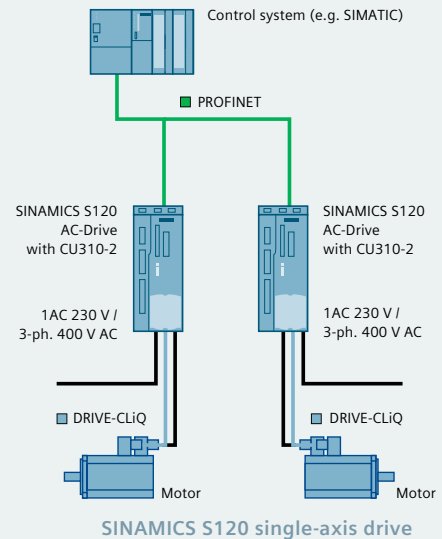 Control system (e.g. SIMATIC)
PROFINET
SINAMICS S120
AC-Drive
with CU310-2
SINAMICS S120
AC-Drive
with CU310-2
1AC 230 V /
3-ph. 400 V AC
1AC 230 V /
3-ph. 400 V AC
DRIVE-CLiQ
DRIVE-CLiQ
Motor
Motor
SINAMICS S120 single-axis drive